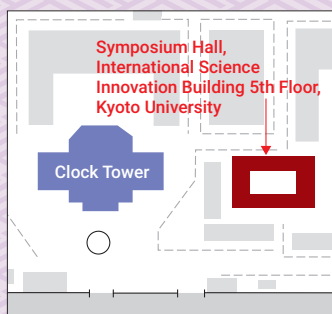 Symposium Hall,
International Science
Innovation Building 5th Floor,
Kyoto University
Clock Tower